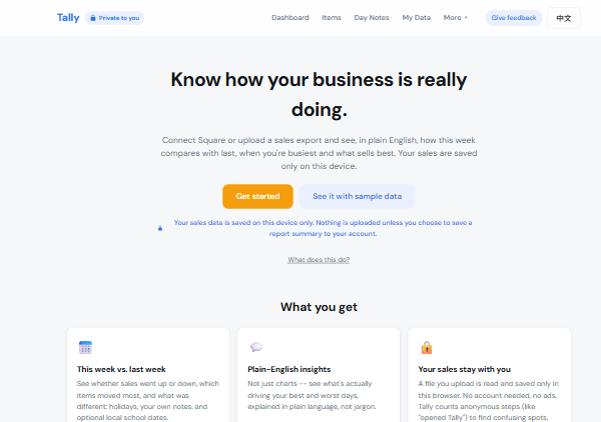 Tally Private to you Dashboard Items Day Notes My Data More Give feedback 中文
Know how your business is really
doing.
Connect Square or upload a sales export and see, in plain English, how this week
compares with last, when you're busiest and what sells best. Your sales are saved
only on this device.
Get started See it with sample data
Your sales data is saved on this device only. Nothing is uploaded unless you choose to save a
report summary to your account.
What does this do?
What you get
This week vs. last week
See whether sales went up or down, which
items moved most, and what was
different: holidays, your own notes, and
optional local school dates.
Plain-English insights
Not just charts -- see what's actually
driving your best and worst days,
explained in plain language, not jargon.
Your sales stay with you
A file you upload is read and saved only in
this browser. No account needed, no ads.
Tally counts anonymous steps (like
"opened Tally") to find confusing spots,